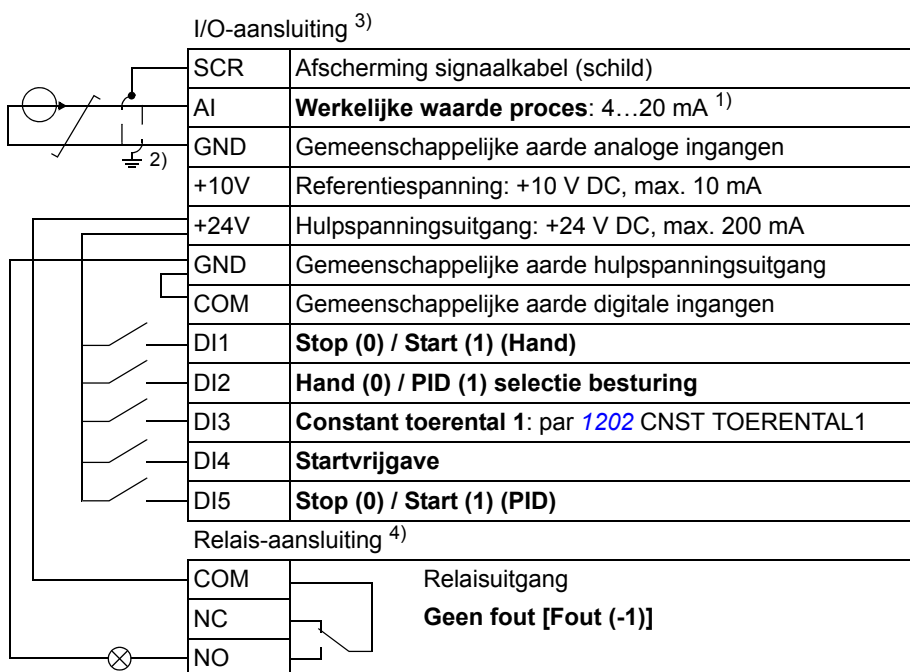 I/O-aansluiting 3)
SCR Afscherming signaalkabel (schild)
AI Werkelijke waarde proces: 4…20 mA 1)
GND Gemeenschappelijke aarde analoge ingangen
2)
+10V Referentiespanning: +10 V DC, max. 10 mA
+24V Hulpspanningsuitgang: +24 V DC, max. 200 mA
GND Gemeenschappelijke aarde hulpspanningsuitgang
COM Gemeenschappelijke aarde digitale ingangen
DI1 Stop (0) / Start (1) (Hand)
DI2 Hand (0) / PID (1) selectie besturing
DI3 Constant toerental 1: par 1202 CNST TOERENTAL1
DI4 Startvrijgave
DI5 Stop (0) / Start (1) (PID)
Relais-aansluiting 4)
COM Relaisuitgang
NC Geen fout [Fout (-1)]
NO